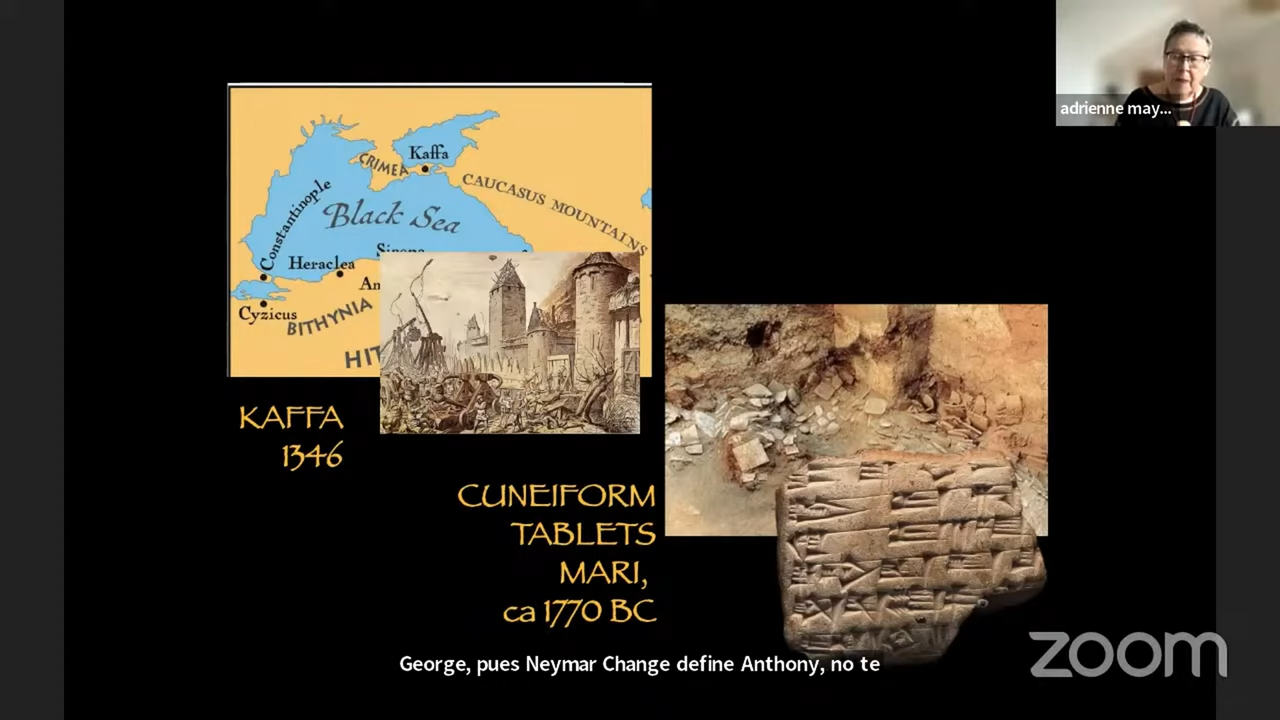 adrienne may...
Kaffa
CRIMEA
CAUCASUS MOUNTAINS
Constantinople
Black Sea
Heraclea
Cyzicus
BITHYNIA
KAFFA
1346
CUNEIFORM
TABLETS
MARI,
ca 1770 BC
George, pues Neymar Change define Anthony, no te
zoom